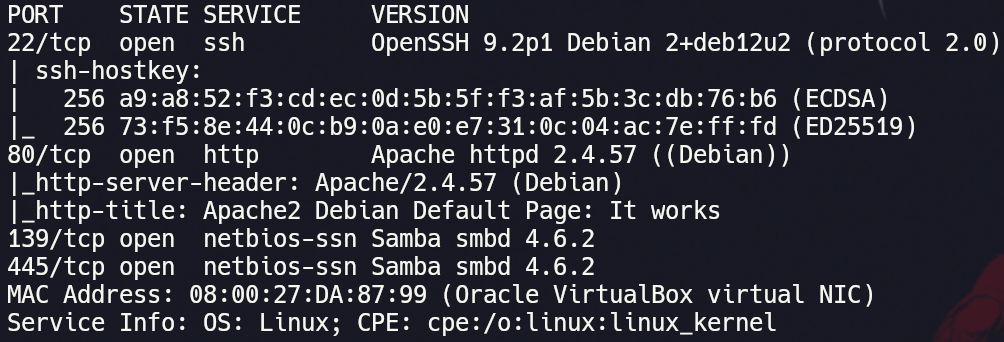 PORT    STATE SERVICE     VERSION
22/tcp  open  ssh         OpenSSH 9.2p1 Debian 2+deb12u2 (protocol 2.0)
| ssh-hostkey:
|   256 a9:a8:52:f3:cd:ec:0d:5b:5f:f3:af:5b:3c:db:76:b6 (ECDSA)
|_  256 73:f5:8e:44:0c:b9:0a:e0:e7:31:0c:04:ac:7e:ff:fd (ED25519)
80/tcp  open  http        Apache httpd 2.4.57 ((Debian))
|_http-server-header: Apache/2.4.57 (Debian)
|_http-title: Apache2 Debian Default Page: It works
139/tcp open  netbios-ssn Samba smbd 4.6.2
445/tcp open  netbios-ssn Samba smbd 4.6.2
MAC Address: 08:00:27:DA:87:99 (Oracle VirtualBox virtual NIC)
Service Info: OS: Linux; CPE: cpe:/o:linux:linux_kernel